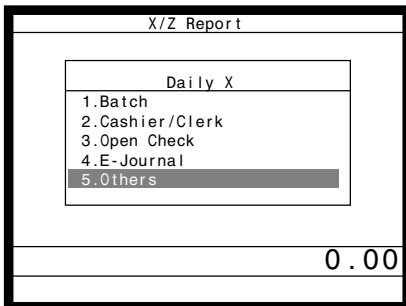 X/Z Report
Daily X
1.Batch
2.Cashier/Clerk
3.Open Check
4.E-Journal
5.Others
0.00